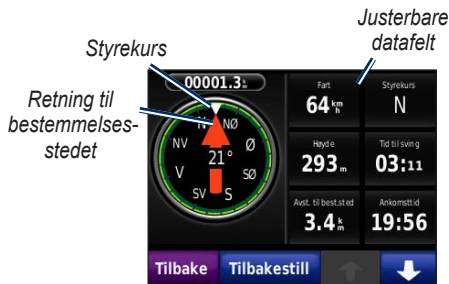 Justerbare
datafelt
Styrekurs
Retning til
bestemmelses-
stedet
00001.3 k m
N NØ
NV Ø
21°
V SØ
SV S
Fart
64 km h
Styrekurs
N
Høyde
293 m
Tid til sving
03:11
Avst. til best.sted
3.4 k m
Ankomsttid
19:56
Tilbake Tilbakestill